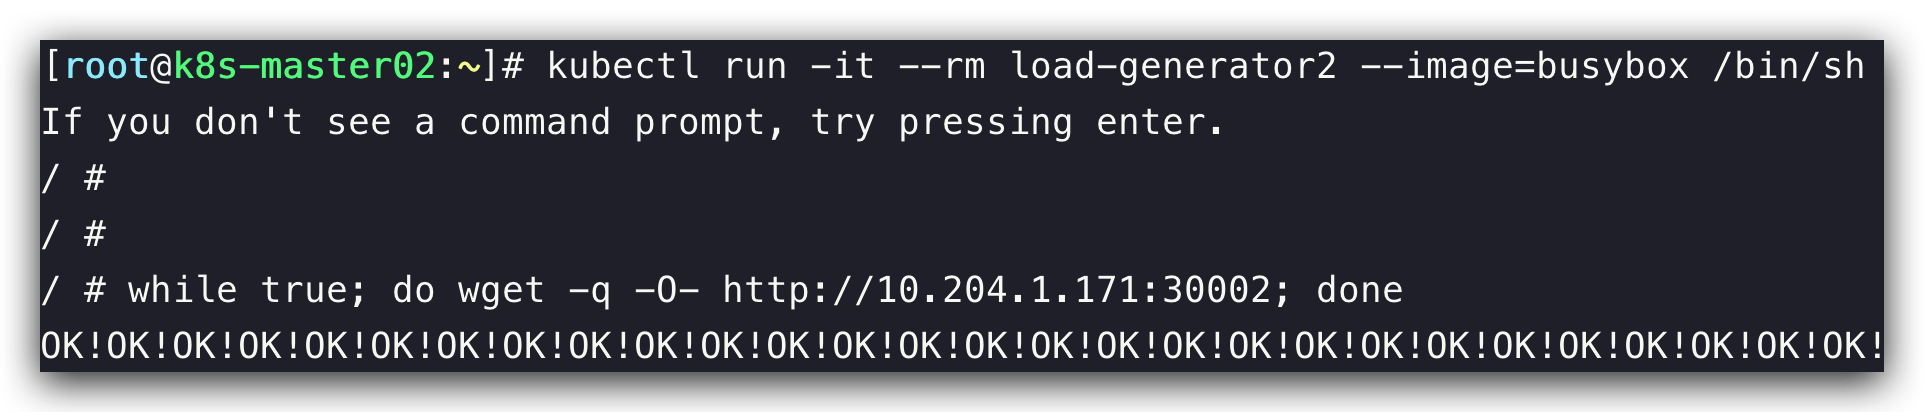 [root@k8s-master02:~]# kubectl run -it --rm load-generator2 --image=busybox /bin/sh
If you don't see a command prompt, try pressing enter.
/ #
/ #
/ # while true; do wget -q -O- http://10.204.1.171:30002; done
OK!OK!OK!OK!OK!OK!OK!OK!OK!OK!OK!OK!OK!OK!OK!OK!OK!OK!OK!OK!OK!OK!OK!OK!OK!OK!OK!OK!